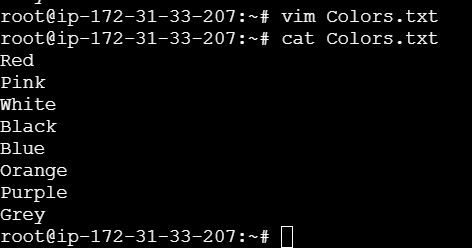 root@ip-172-31-33-207:~# vim Colors.txt
root@ip-172-31-33-207:~# cat Colors.txt
Red
Pink
White
Black
Blue
Orange
Purple
Grey
root@ip-172-31-33-207:~#